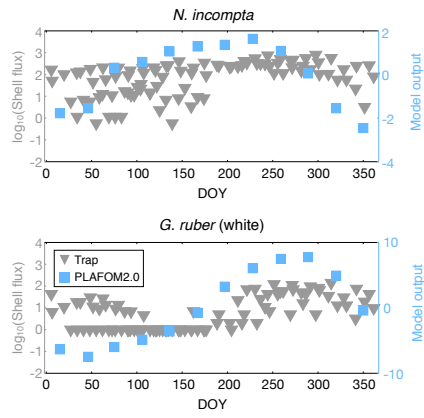 N. incompta
4
3
2
1
0
-1
-2
log10(Shell flux)
2
0
-2
-4
Model output
0 50 100 150 200 250 300 350
DOY
G. ruber (white)
4
3
2
1
0
-1
-2
log10(Shell flux)
Trap
PLAFOM2.0
10
0
-10
Model output
0 50 100 150 200 250 300 350
DOY